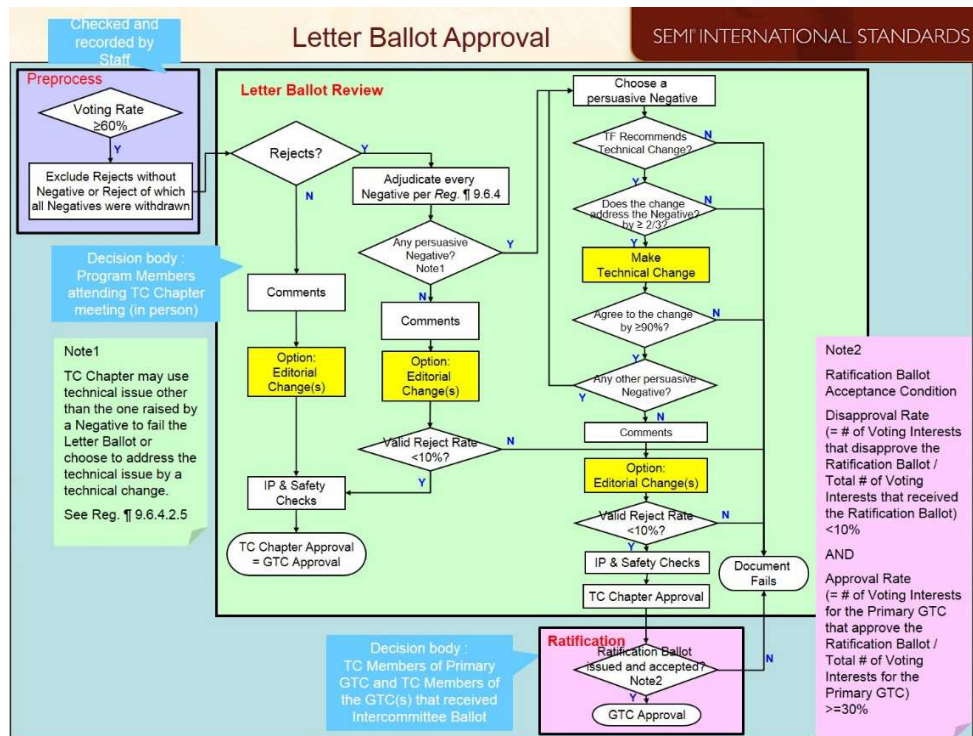 Letter Ballot Approval
SEMI® INTERNATIONAL STANDARDS
Checked and
recorded by
Staff
Preprocess
Voting Rate
≥60%
Y
Exclude Rejects without
Negative or Reject of which
all Negatives were withdrawn
Letter Ballot Review
Rejects?
Y
N
Adjudicate every
Negative per Reg. ¶ 9.6.4
Any persuasive
Negative?
Note1
Y
N
Decision body :
Program Members
attending TC Chapter
meeting (in person)
Comments
Option:
Editorial
Change(s)
Comments
Option:
Editorial
Change(s)
Valid Reject Rate
<10%?
N
Y
IP & Safety
Checks
TC Chapter Approval
= GTC Approval
Note1
TC Chapter may use
technical issue other
than the one raised by
a Negative to fail the
Letter Ballot or
choose to address the
technical issue by a
technical change.
See Reg. ¶ 9.6.4.2.5
Choose a
persuasive Negative
TF Recommends
Technical Change?
N
Y
Does the change
address the Negative?
by ≥ 2/3?
N
Y
Make
Technical Change
Agree to the change
by ≥90%?
N
Y
Any other persuasive
Negative?
Y
N
Comments
Option:
Editorial Change(s)
Valid Reject Rate
<10%?
N
Y
IP & Safety Checks
TC Chapter Approval
Document
Fails
Ratification
Ratification Ballot
issued and accepted?
Note2
N
Y
GTC Approval
Decision body :
TC Members of Primary
GTC and TC Members of
the GTC(s) that received
Intercommittee Ballot
Note2
Ratification Ballot
Acceptance Condition
Disapproval Rate
(= # of Voting Interests
that disapprove the
Ratification Ballot /
Total # of Voting
Interests that received
the Ratification Ballot)
<10%
AND
Approval Rate
(= # of Voting Interests
for the Primary GTC
that approve the
Ratification Ballot /
Total # of Voting
Interests for the
Primary GTC)
>=30%